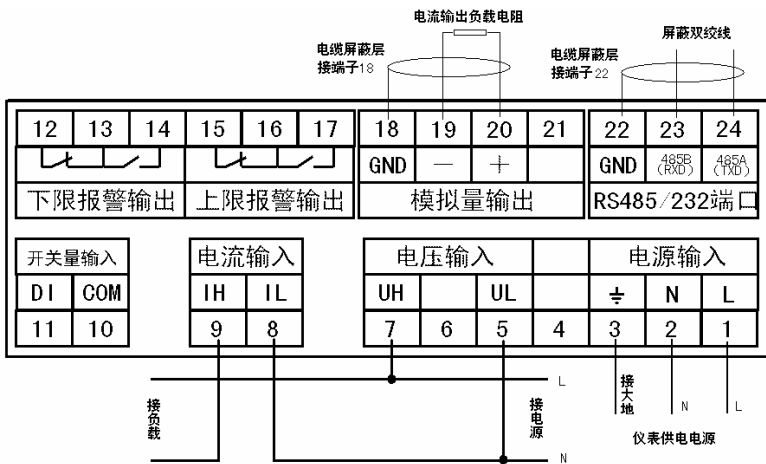 电流输出负载电阻
电缆屏蔽层
接端子18
屏蔽双绞线
电缆屏蔽层
接端子22
12 13 14 15 16 17 18 19 20 21 22 23 24
GND — + GND 485B (RXD) 485A (TXD)
下限报警输出 上限报警输出 模拟量输出 RS485/232端口
开关量输入 电流输入 电压输入 电源输入
DI COM IH IL UH UL N L
11 10 9 8 7 6 5 4 3 2 1
L
接负载
接电源
接大地
N
L
仪表供电电源
N